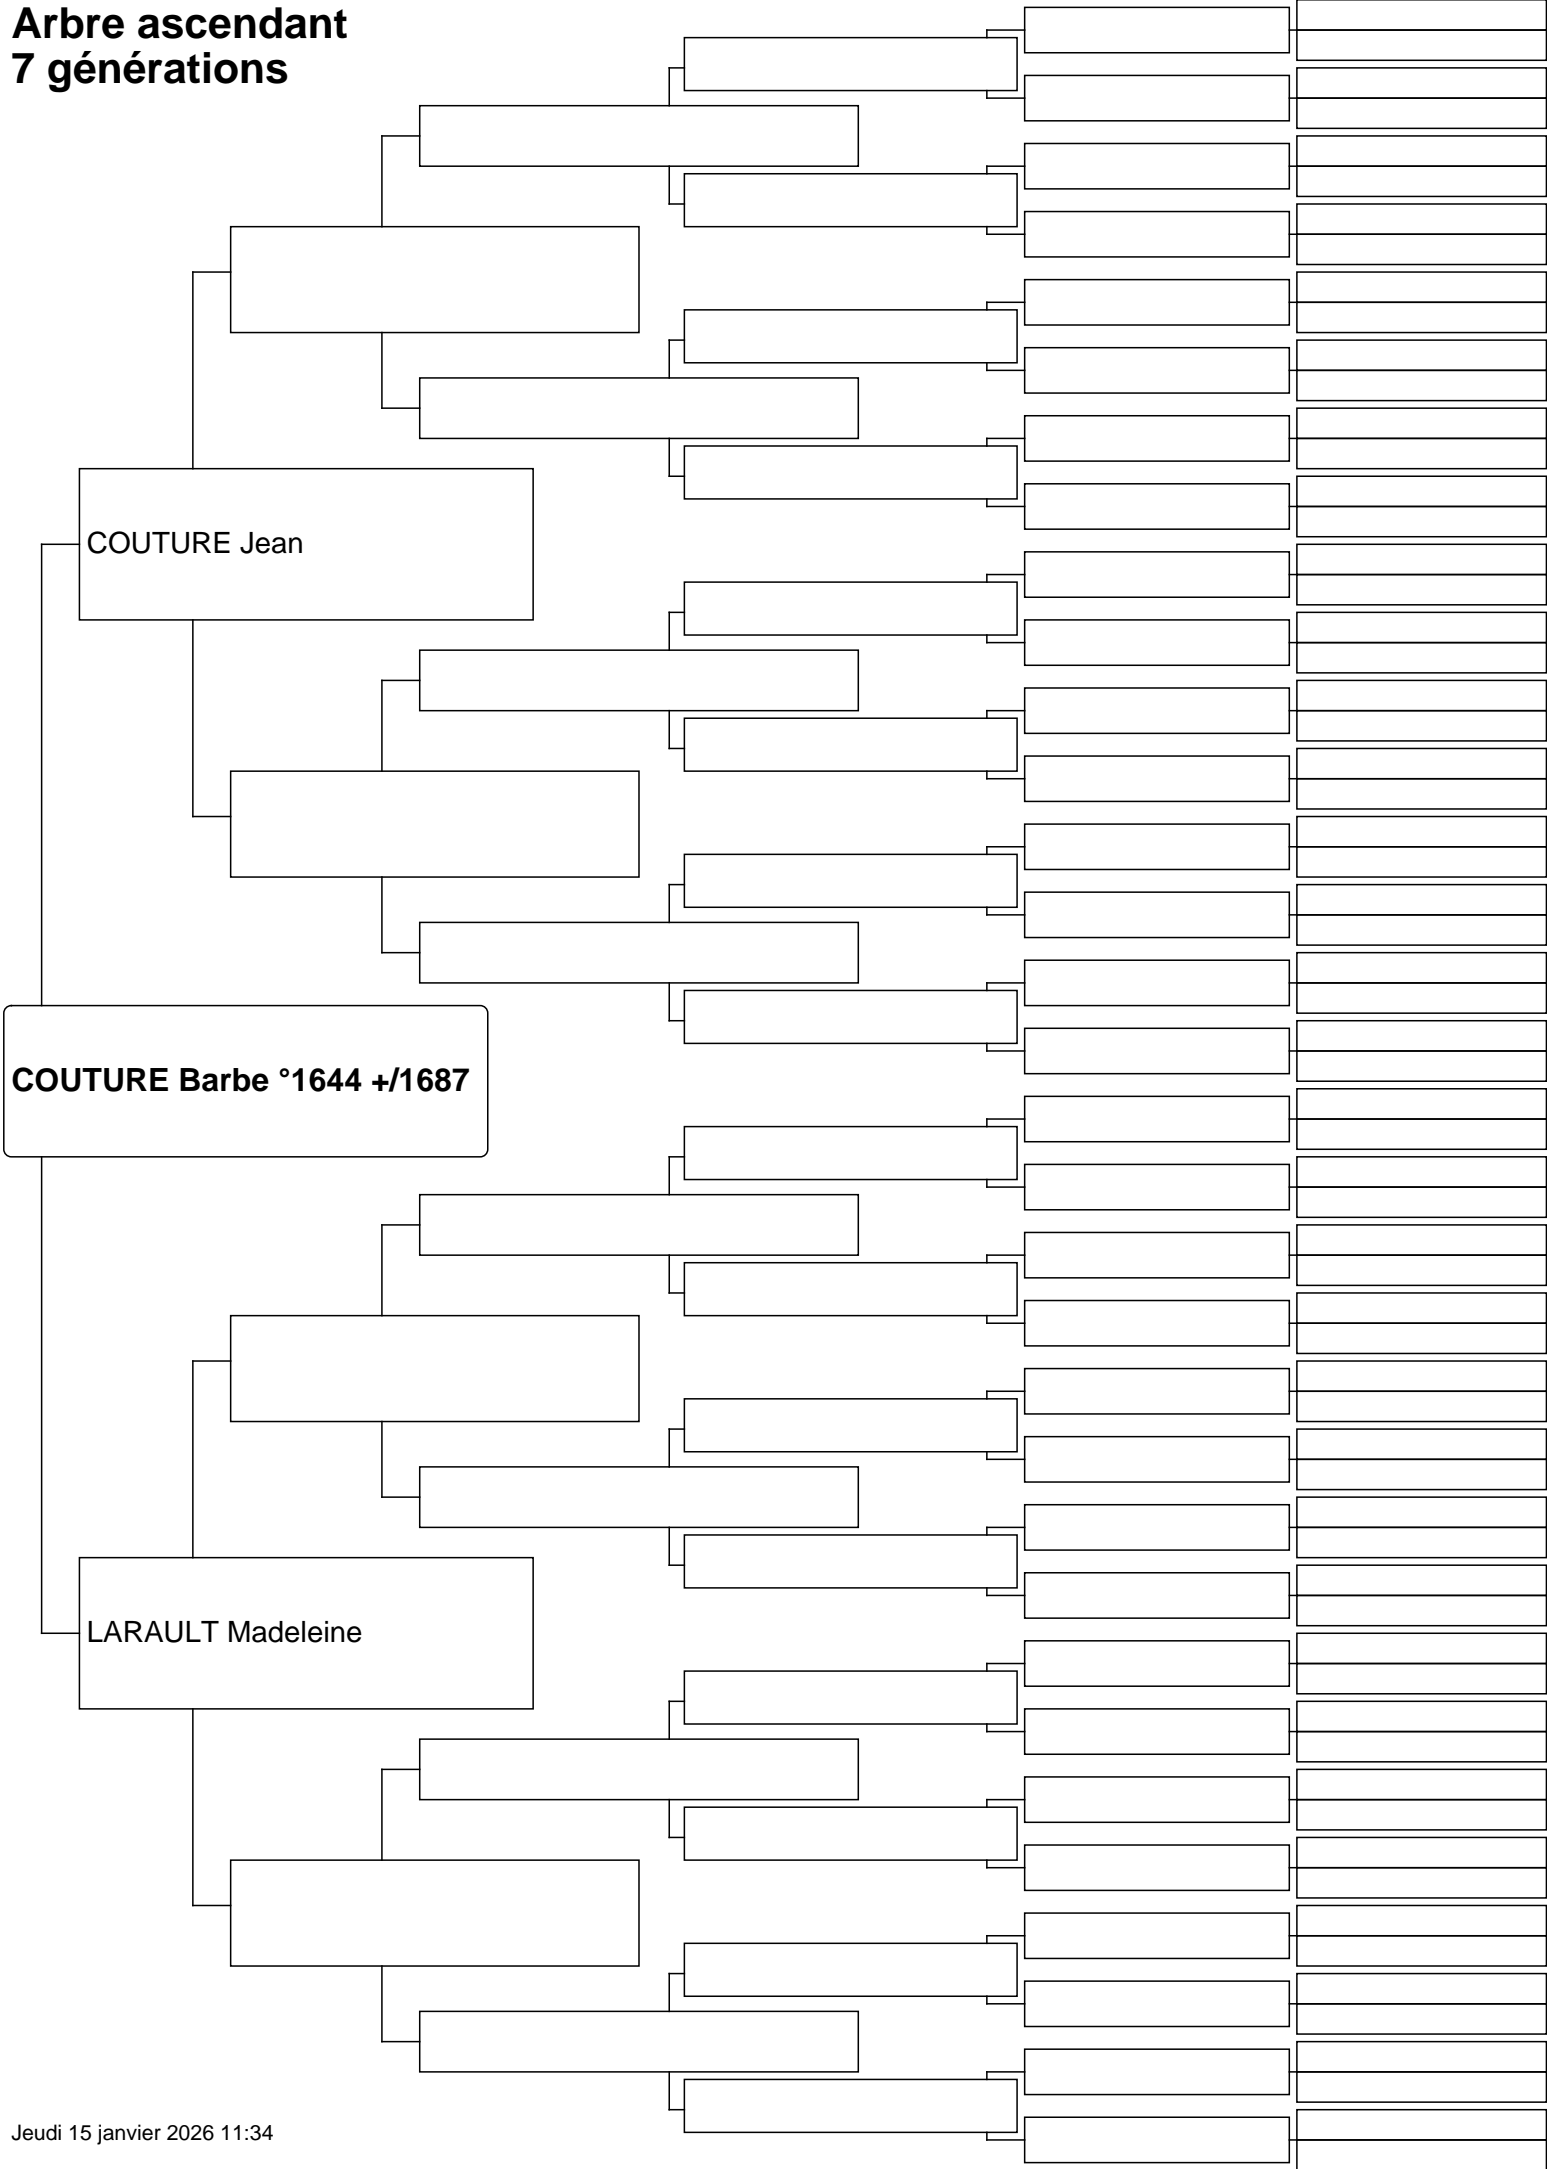 Arbre ascendant
7 générations
COUTURE Jean
COUTURE Barbe °1644 +/1687
LARAULT Madeleine
Jeudi 15 janvier 2026 11:34